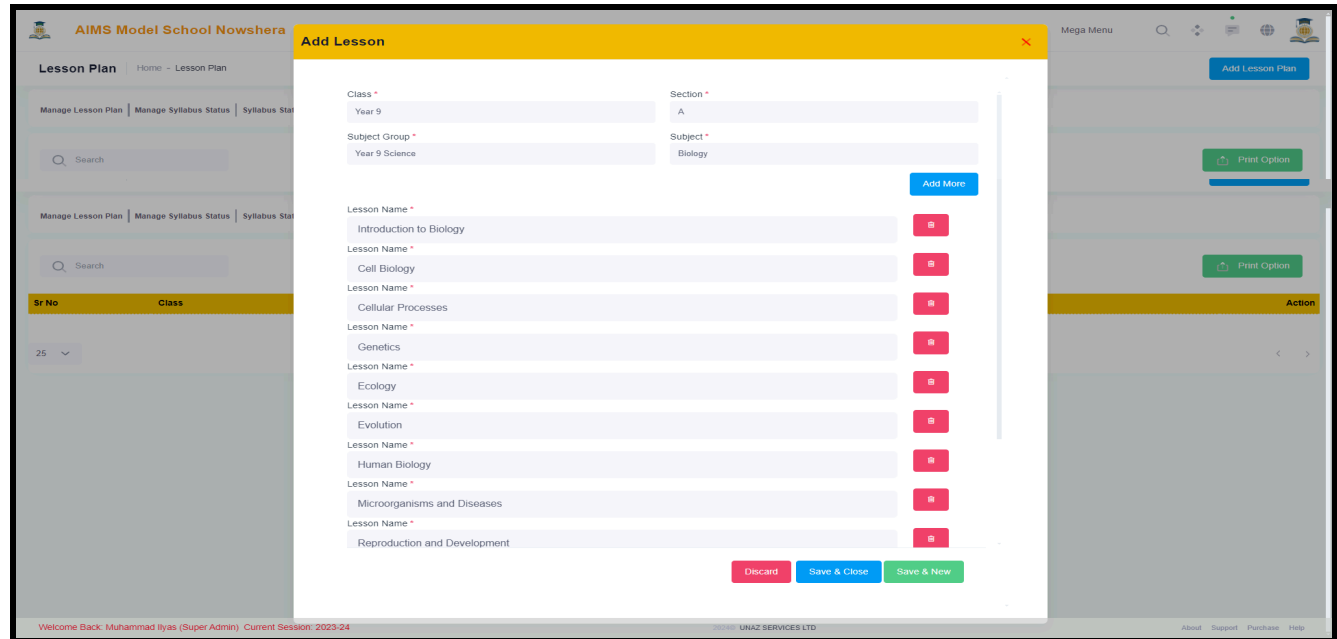 AIMS Model School Nowshera
Mega Menu
Add Lesson
Lesson Plan Home - Lesson Plan
Add Lesson Plan
Class *
Section *
Year 9
A
Manage Lesson Plan Manage Syllabus Status Syllabus Stat
Subject Group *
Subject *
Year 9 Science
Biology
Search
Print Option
Add More
Manage Lesson Plan Manage Syllabus Status Syllabus Stat
Lesson Name *
Introduction to Biology
Lesson Name *
Cell Biology
Search
Print Option
Lesson Name *
Cellular Processes
Sr No Class Action
Lesson Name *
Genetics
25
Lesson Name *
Ecology
Lesson Name *
Evolution
Lesson Name *
Human Biology
Lesson Name *
Microorganisms and Diseases
Lesson Name *
Reproduction and Development
Discard Save & Close Save & New
Welcome Back: Muhammad Ilyas (Super Admin) Current Session: 2023-24
UNAZ SERVICES LTD
About Support Purchase Help